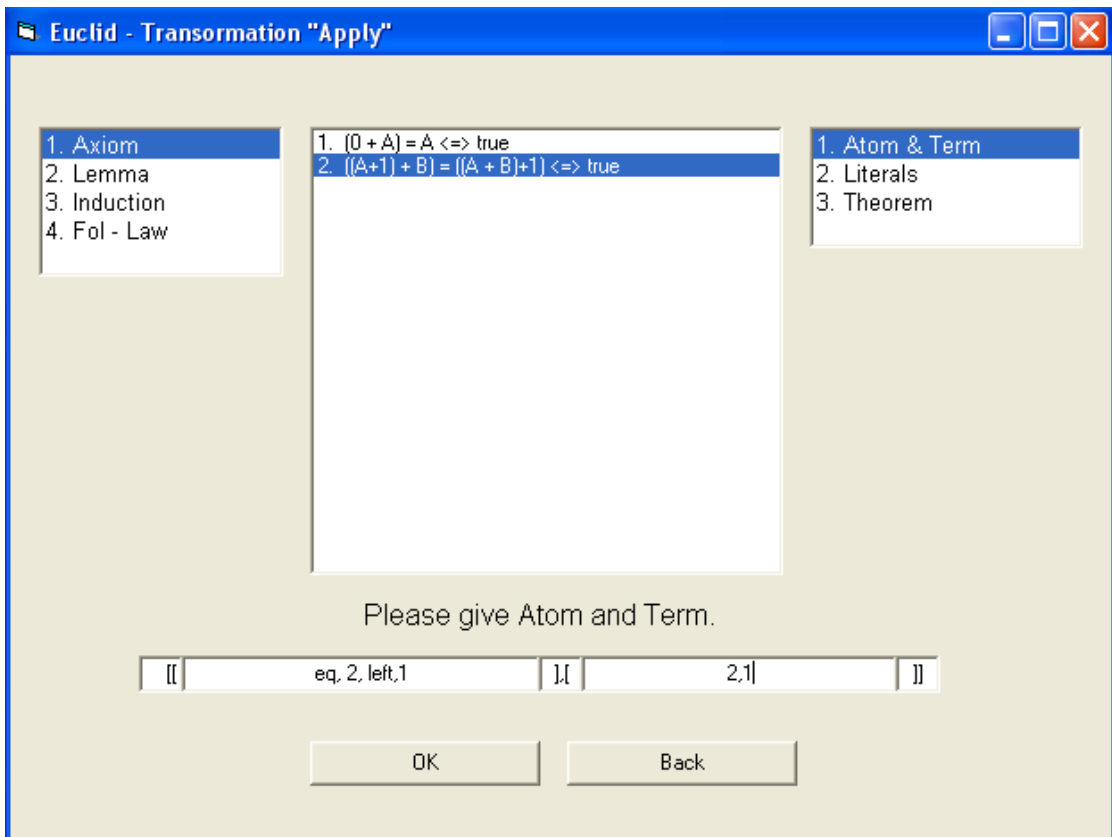 Euclid - Transormation "Apply"
1. Axiom
2. Lemma
3. Induction
4. Fol - Law
1. (0 + A) = A <=> true
2. ((A+1) + B) = ((A + B)+1) <=> true
1. Atom & Term
2. Literals
3. Theorem
Please give Atom and Term.
[[ eq, 2, left,1 ],[ 2,1 ]]
OK Back